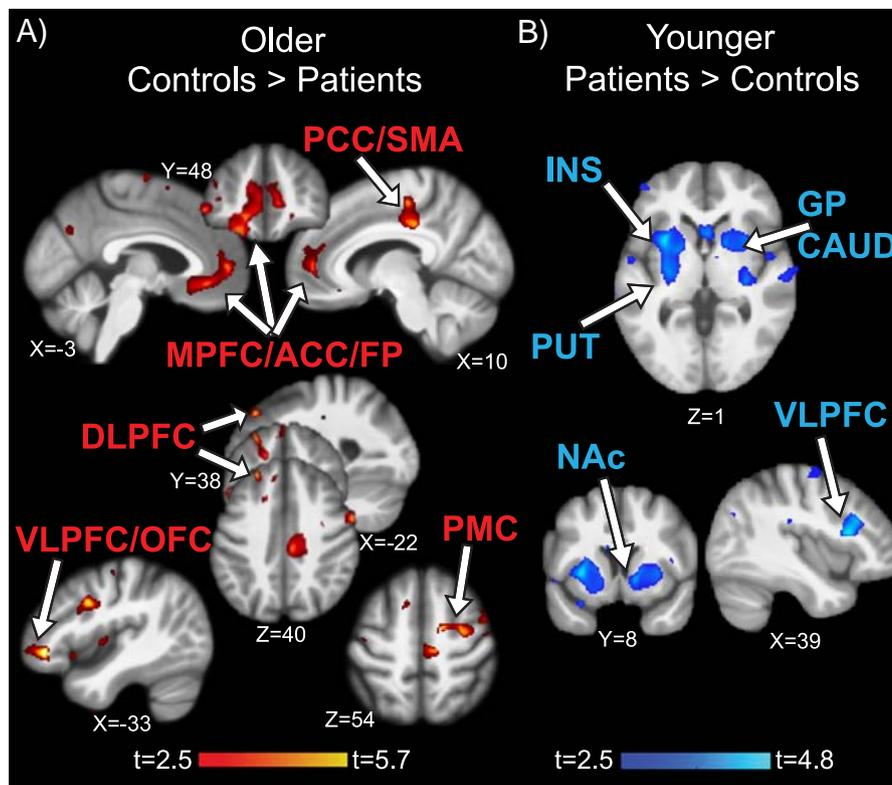 A)
Older
Controls > Patients
PCC/SMA
Y=48
X=-3
MPFC/ACC/FP
X=10
DLPFC
Y=38
X=-22
VLPFC/OFC
PMC
Z=40
X=-33
Z=54
t=2.5
t=5.7
B)
Younger
Patients > Controls
INS
GP
CAUD
PUT
Z=1
VLPFC
NAc
Y=8
X=39
t=2.5
t=4.8